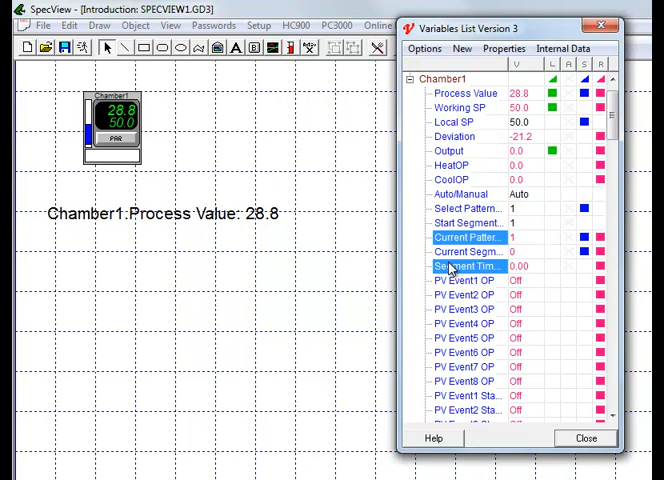 SpecView - [Introduction: SPECVIEW1.GD3]
File Edit Draw Object View Passwords Setup HC900 PC3000 Online
Chamber1
28.8
50.0
PAR
Chamber1.Process Value: 28.8
Variables List Version 3
Options New Properties Internal Data
V L A S R
Chamber1
Process Value 28.8
Working SP 50.0
Local SP 50.0
Deviation -21.2
Output 0.0
HeatOP 0.0
CoolOP 0.0
Auto/Manual Auto
Select Pattern... 1
Start Segment... 1
Current Patter... 1
Current Segm... 0
Segment Tim... 0.00
PV Event1 OP Off
PV Event2 OP Off
PV Event3 OP Off
PV Event4 OP Off
PV Event5 OP Off
PV Event6 OP Off
PV Event7 OP Off
PV Event8 OP Off
PV Event1 Sta... Off
PV Event2 Sta... Off
Help Close